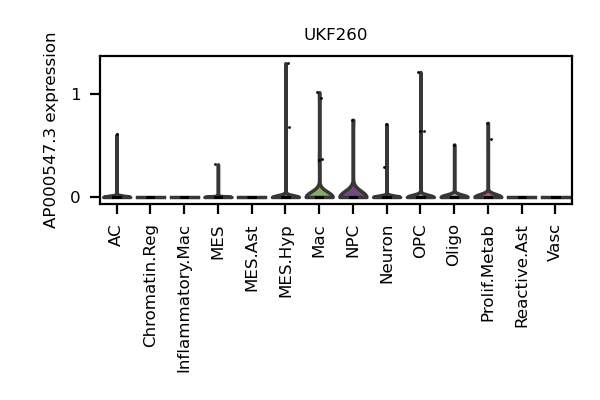 UKF260
AP000547.3 expression
1
0
AC
Chromatin.Reg
Inflammatory.Mac
MES
MES.Ast
MES.Hyp
Mac
NPC
Neuron
OPC
Oligo
Prolif.Metab
Reactive.Ast
Vasc